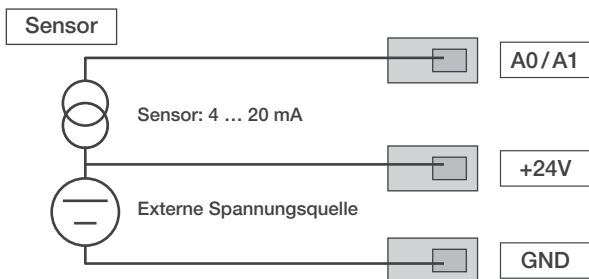 Sensor
A0/A1
Sensor: 4 … 20 mA
+24V
Externe Spannungsquelle
GND